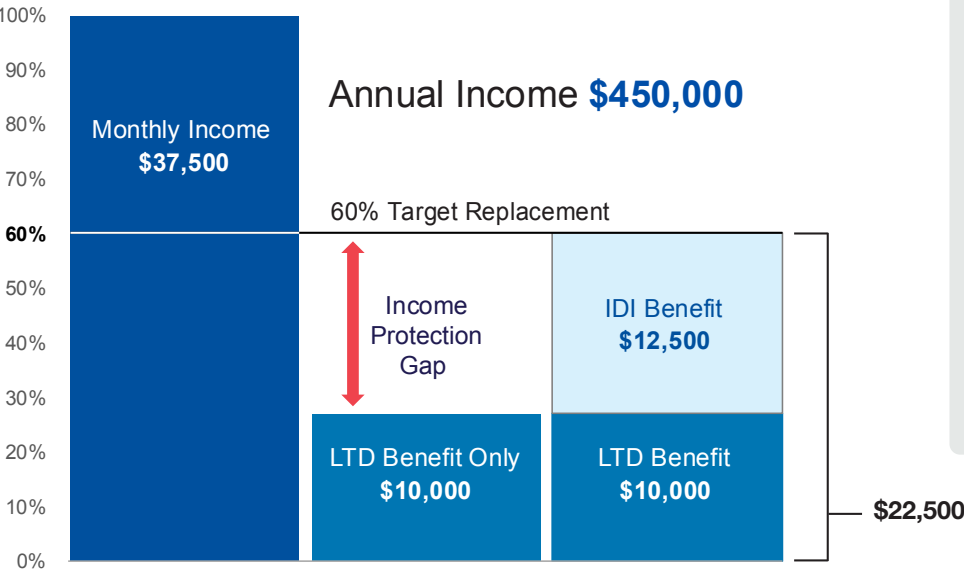 100%
90%
80%
70%
60%
50%
40%
30%
20%
10%
0%
Annual Income $450,000
Monthly Income
$37,500
60% Target Replacement
Income
Protection
Gap
IDI Benefit
$12,500
LTD Benefit Only
$10,000
LTD Benefit
$10,000
$22,500